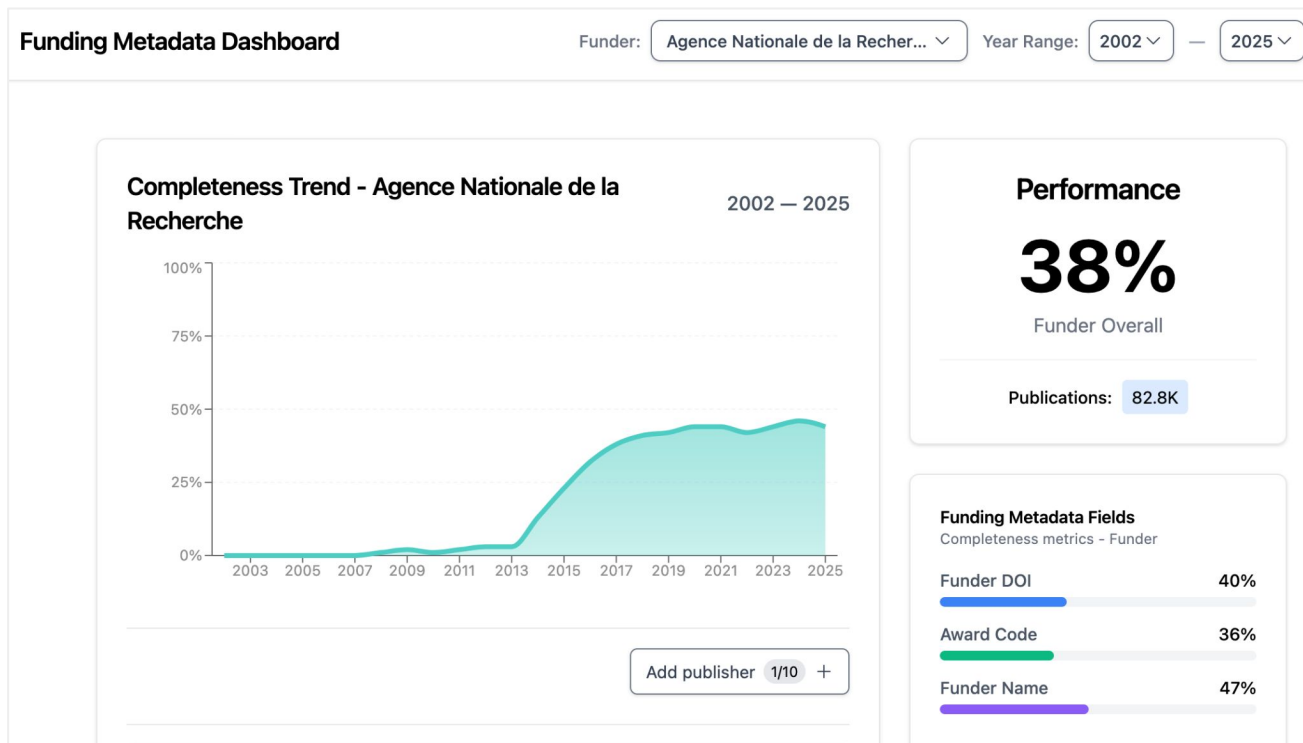 Funding Metadata Dashboard
Funder: Agence Nationale de la Recher... Year Range: 2002 — 2025
Completeness Trend - Agence Nationale de la
Recherche
2002 — 2025
100%
75%
50%
25%
0%
2003 2005 2007 2009 2011 2013 2015 2017 2019 2021 2023 2025
Add publisher 1/10 +
Performance
38%
Funder Overall
Publications: 82.8K
Funding Metadata Fields
Completeness metrics - Funder
Funder DOI 40%
Award Code 36%
Funder Name 47%